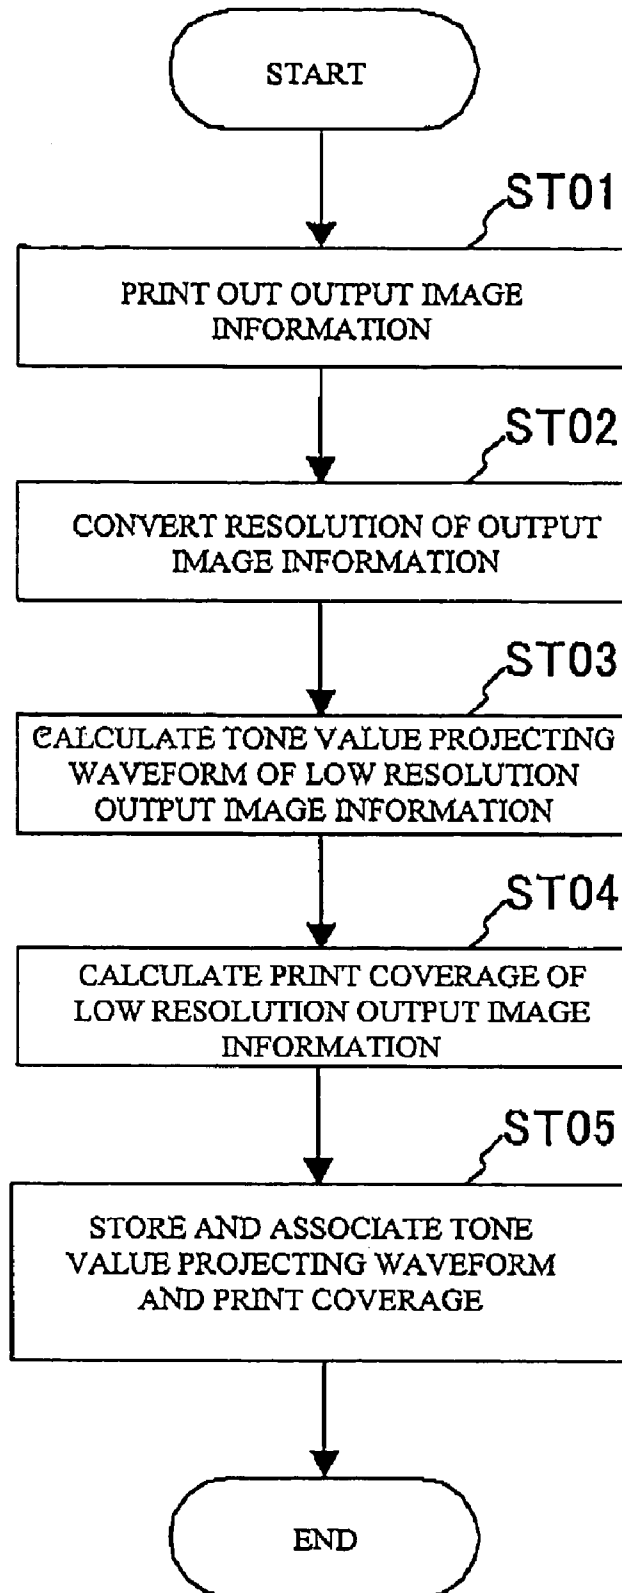 START
ST01
PRINT OUT OUTPUT IMAGE
INFORMATION
ST02
CONVERT RESOLUTION OF OUTPUT
IMAGE INFORMATION
ST03
CALCULATE TONE VALUE PROJECTING
WAVEFORM OF LOW RESOLUTION
OUTPUT IMAGE INFORMATION
ST04
CALCULATE PRINT COVERAGE OF
LOW RESOLUTION OUTPUT IMAGE
INFORMATION
ST05
STORE AND ASSOCIATE TONE
VALUE PROJECTING WAVEFORM
AND PRINT COVERAGE
END